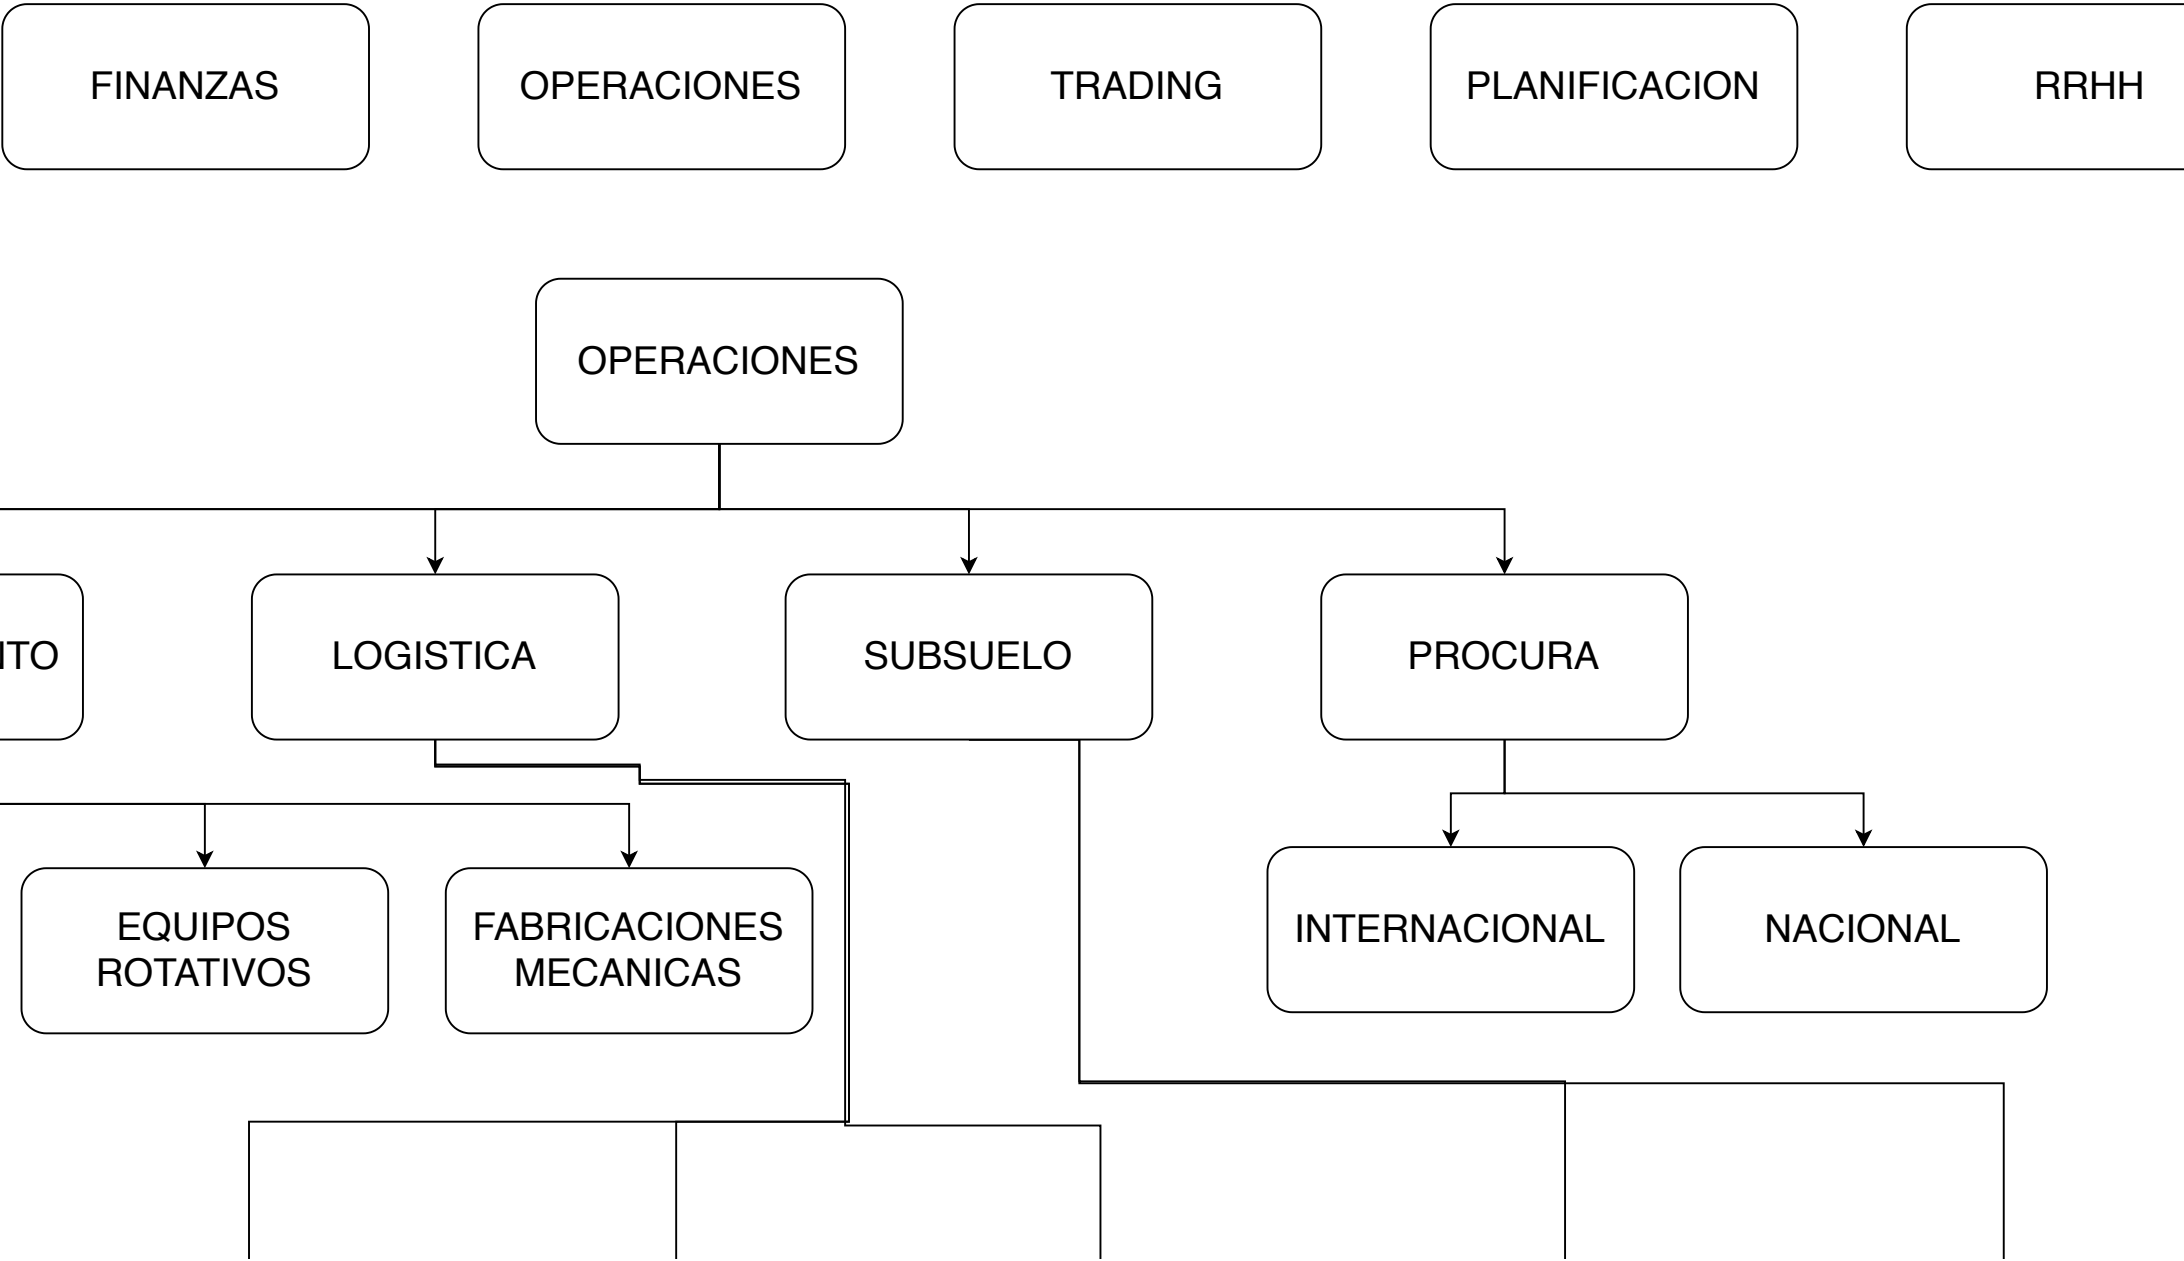 FINANZAS
OPERACIONES
TRADING
PLANIFICACION
RRHH
OPERACIONES
LOGISTICA
SUBSUELO
PROCURA
EQUIPOS
ROTATIVOS
FABRICACIONES
MECANICAS
INTERNACIONAL
NACIONAL